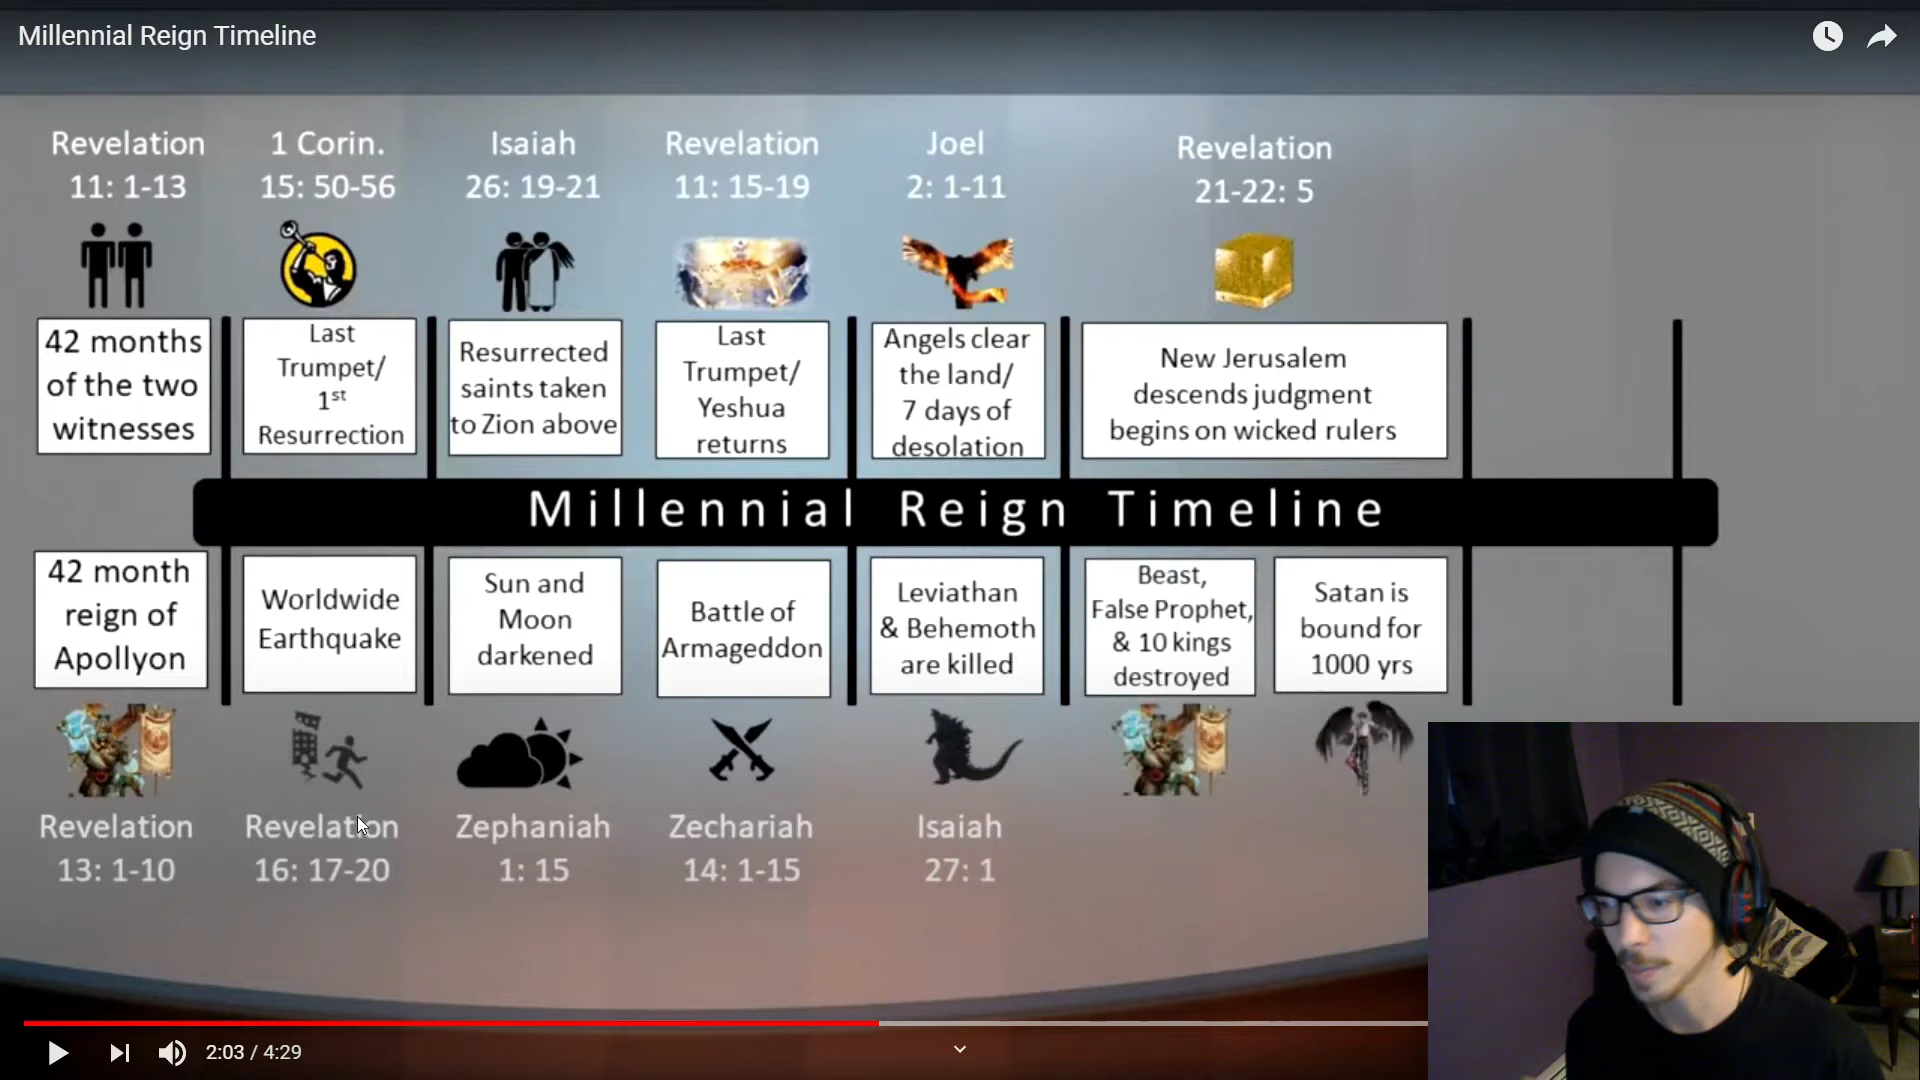 Millennial Reign Timeline
Revelation
11: 1-13
1 Corin.
15: 50-56
Isaiah
26: 19-21
Revelation
11: 15-19
Joel
2: 1-11
Revelation
21-22: 5
42 months
of the two
witnesses
Last
Trumpet/
1st
Resurrection
Resurrected
saints taken
to Zion above
Last
Trumpet/
Yeshua
returns
Angels clear
the land/
7 days of
desolation
New Jerusalem
descends judgment
begins on wicked rulers
Millennial Reign Timeline
42 month
reign of
Apollyon
Worldwide
Earthquake
Sun and
Moon
darkened
Battle of
Armageddon
Leviathan
& Behemoth
are killed
Beast,
False Prophet,
& 10 kings
destroyed
Satan is
bound for
1000 yrs
Revelation
13: 1-10
Revelation
16: 17-20
Zephaniah
1: 15
Zechariah
14: 1-15
Isaiah
27: 1
2:03 / 4:29